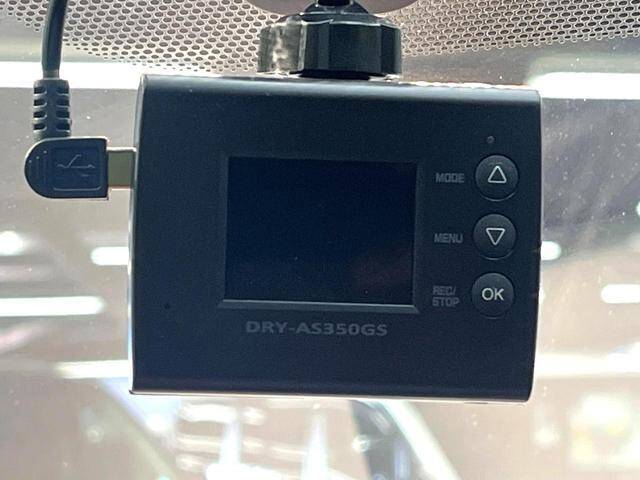 MODE
MENU
REC/
STOP
OK
DRY-AS350GS